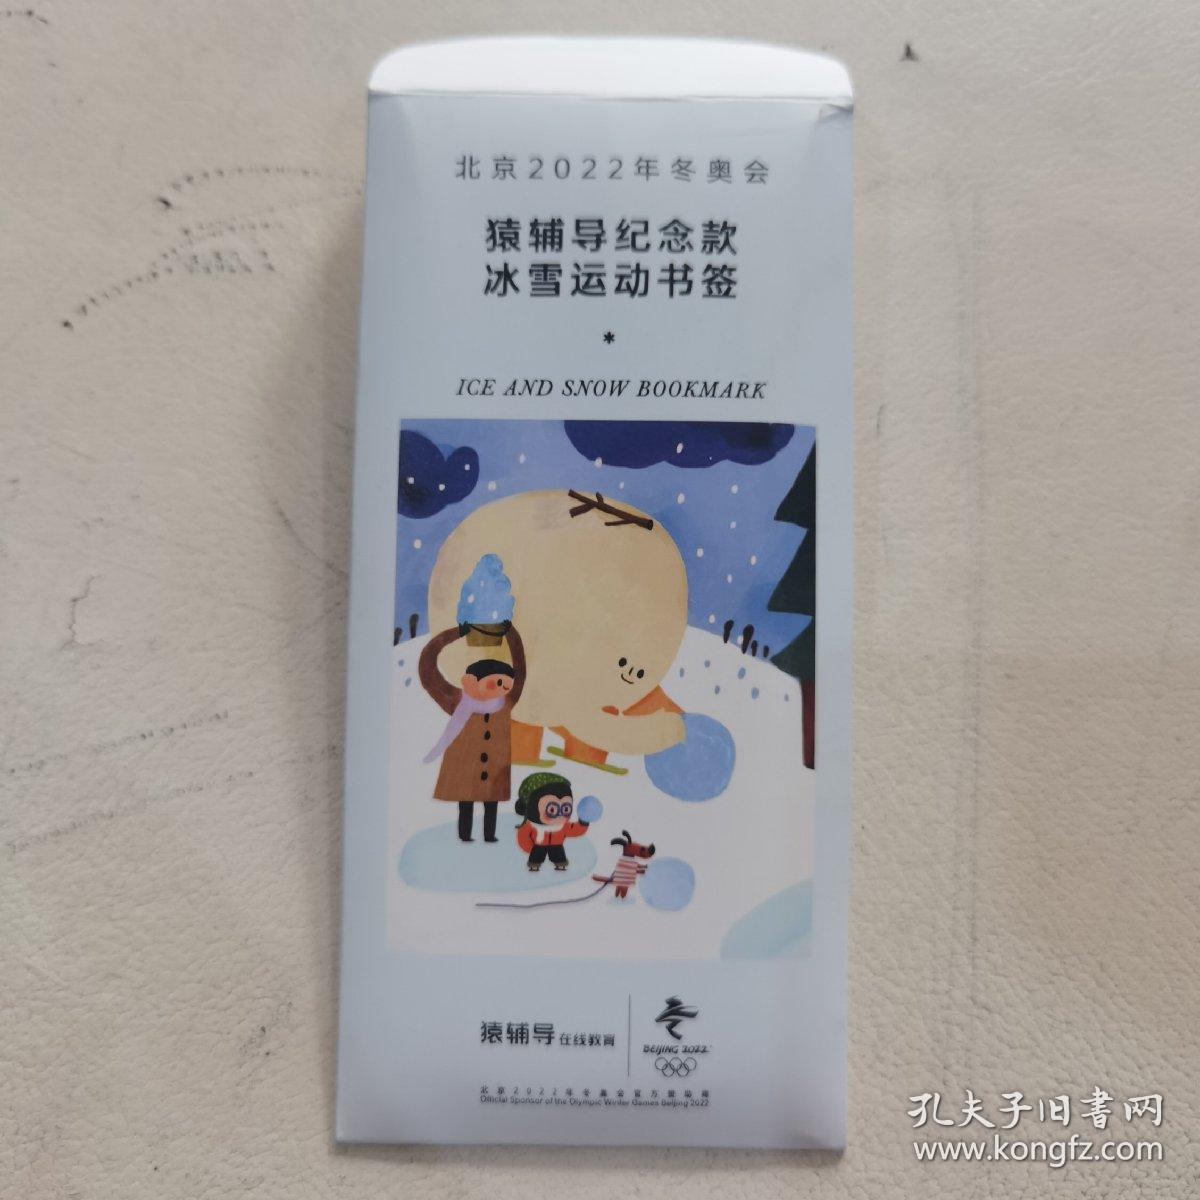 北京2022年冬奥会
猿辅导纪念款
冰雪运动书签
*
ICE AND SNOW BOOKMARK
猿辅导在线教育
BEIJING 2022
北京2022年冬奥会官方赞助商
Official Sponsor of the Olympic Winter Games Beijing 2022
孔夫子旧書网
www.kongfz.com